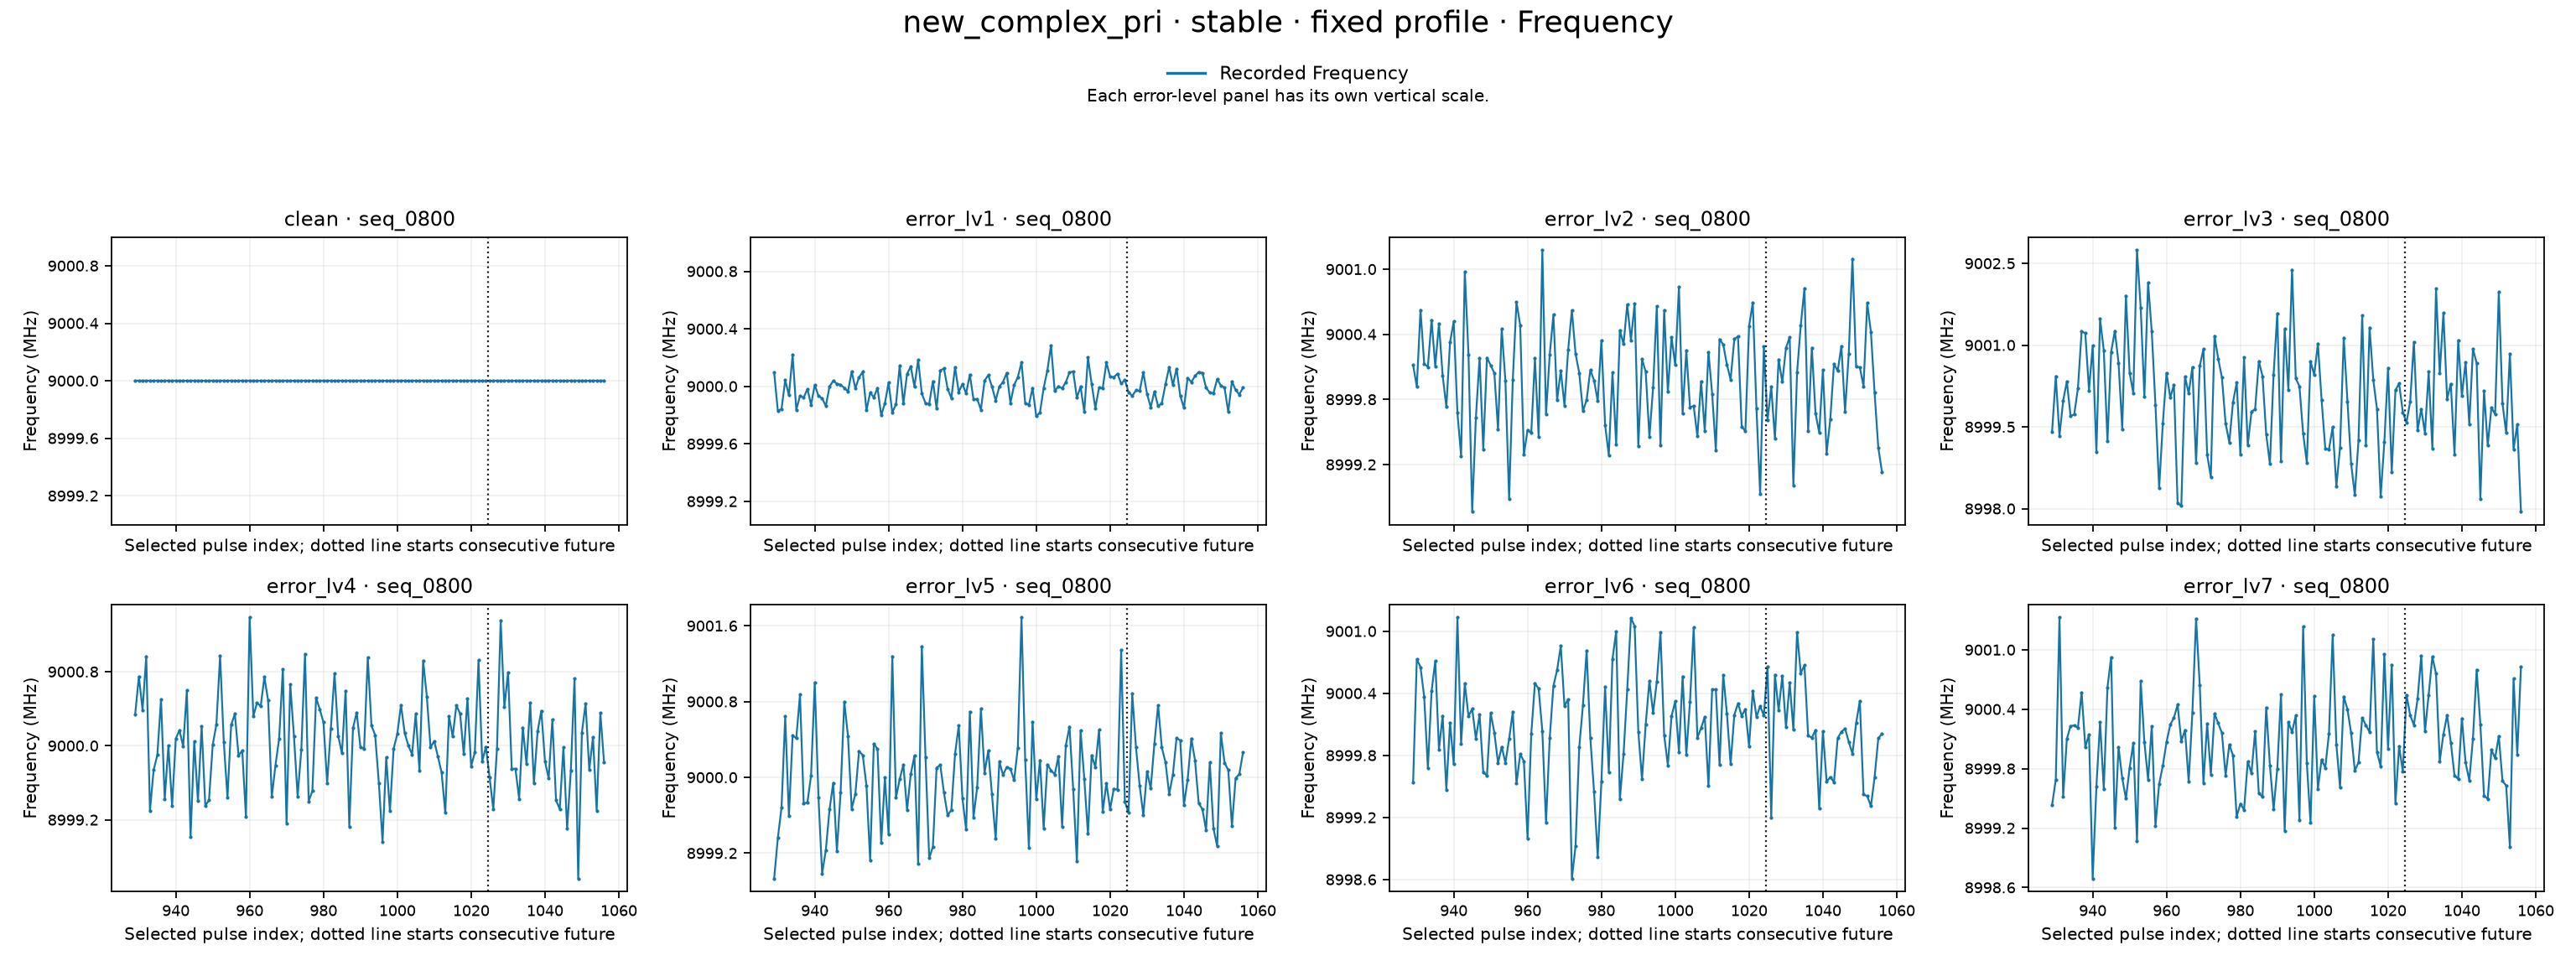 new_complex_pri · stable · fixed profile · Frequency
Recorded Frequency
Each error-level panel has its own vertical scale.
clean · seq_0800
Frequency (MHz)
9000.8
9000.4
9000.0
8999.6
8999.2
Selected pulse index; dotted line starts consecutive future
error_lv1 · seq_0800
Frequency (MHz)
9000.8
9000.4
9000.0
8999.6
8999.2
Selected pulse index; dotted line starts consecutive future
error_lv2 · seq_0800
Frequency (MHz)
9001.0
9000.4
8999.8
8999.2
Selected pulse index; dotted line starts consecutive future
error_lv3 · seq_0800
Frequency (MHz)
9002.5
9001.0
8999.5
8998.0
Selected pulse index; dotted line starts consecutive future
error_lv4 · seq_0800
Frequency (MHz)
9000.8
9000.0
8999.2
940 960 980 1000 1020 1040 1060
Selected pulse index; dotted line starts consecutive future
error_lv5 · seq_0800
Frequency (MHz)
9001.6
9000.8
9000.0
8999.2
940 960 980 1000 1020 1040 1060
Selected pulse index; dotted line starts consecutive future
error_lv6 · seq_0800
Frequency (MHz)
9001.0
9000.4
8999.8
8999.2
8998.6
940 960 980 1000 1020 1040 1060
Selected pulse index; dotted line starts consecutive future
error_lv7 · seq_0800
Frequency (MHz)
9001.0
9000.4
8999.8
8999.2
8998.6
940 960 980 1000 1020 1040 1060
Selected pulse index; dotted line starts consecutive future